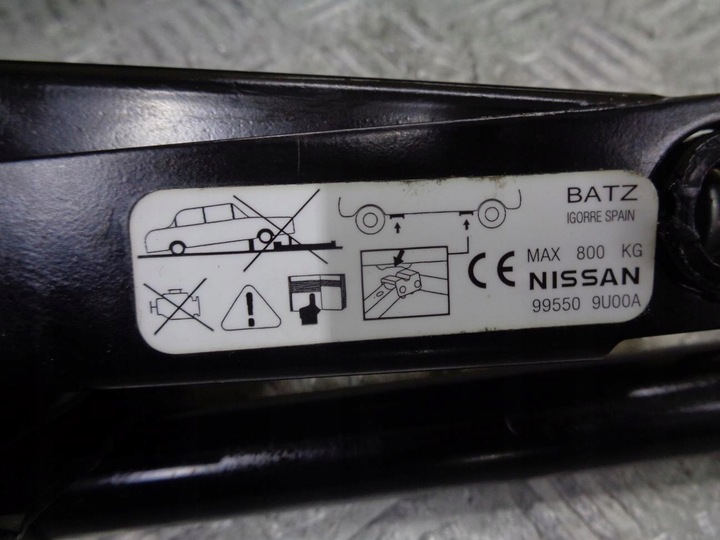 BATZ
IGORRE SPAIN
MAX 800 KG
CE
NISSAN
99550 9U00A